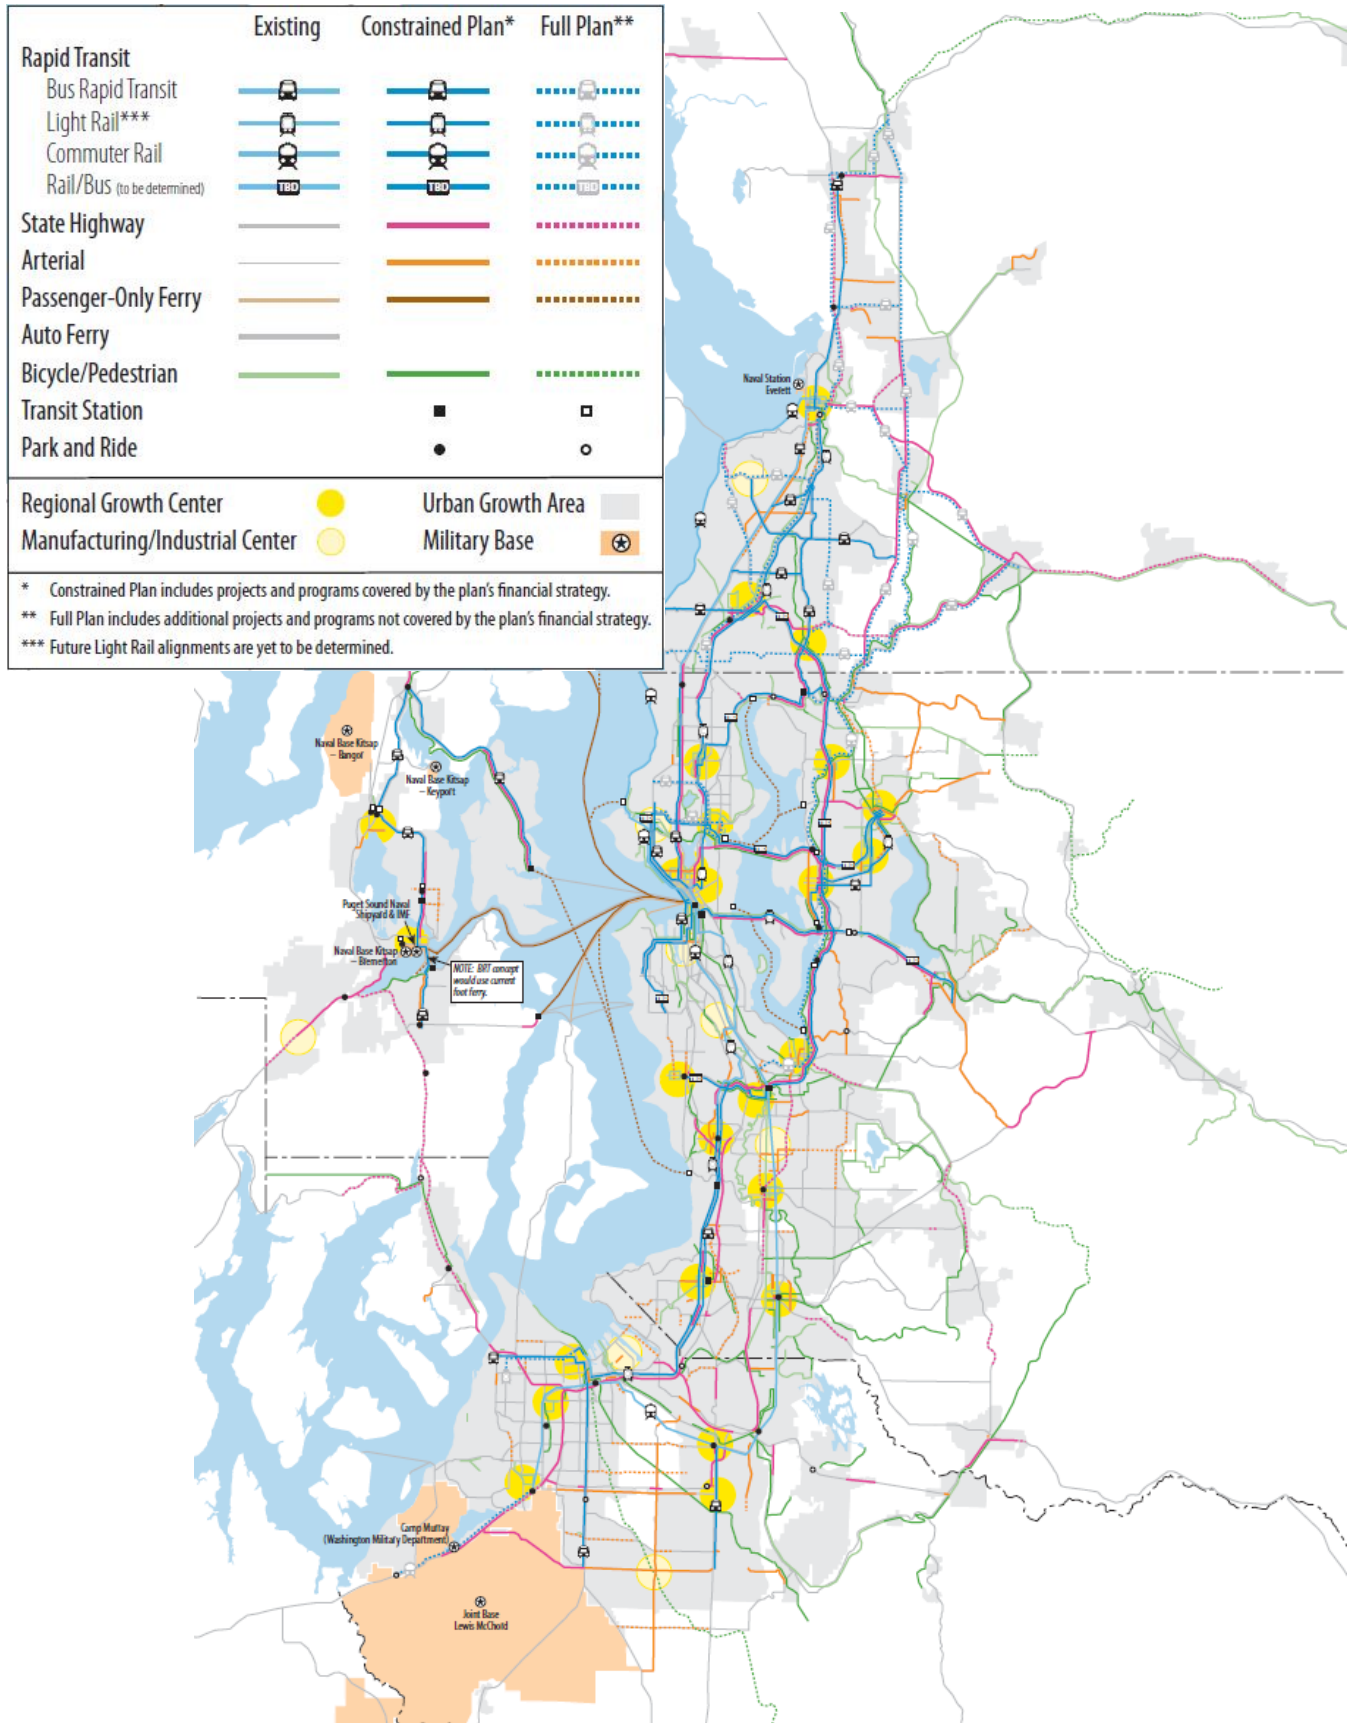 Existing Constrained Plan* Full Plan**
Rapid Transit
Bus Rapid Transit
Light Rail***
Commuter Rail
Rail/Bus (to be determined) TBD TBD TBD
State Highway
Arterial
Passenger-Only Ferry
Auto Ferry
Bicycle/Pedestrian
Transit Station
Park and Ride
Regional Growth Center Urban Growth Area
Manufacturing/Industrial Center Military Base
* Constrained Plan includes projects and programs covered by the plan's financial strategy.
** Full Plan includes additional projects and programs not covered by the plan's financial strategy.
*** Future Light Rail alignments are yet to be determined.
Naval Station
Everett
Naval Base Kitsap
– Bangor
Naval Base Kitsap
– Keyport
Puget Sound Naval
Shipyard & IMF
Naval Base Kitsap
– Bremerton
NOTE: BRT concept
would use current
foot ferry.
Camp Murray
(Washington Military Department)
Joint Base
Lewis McChord